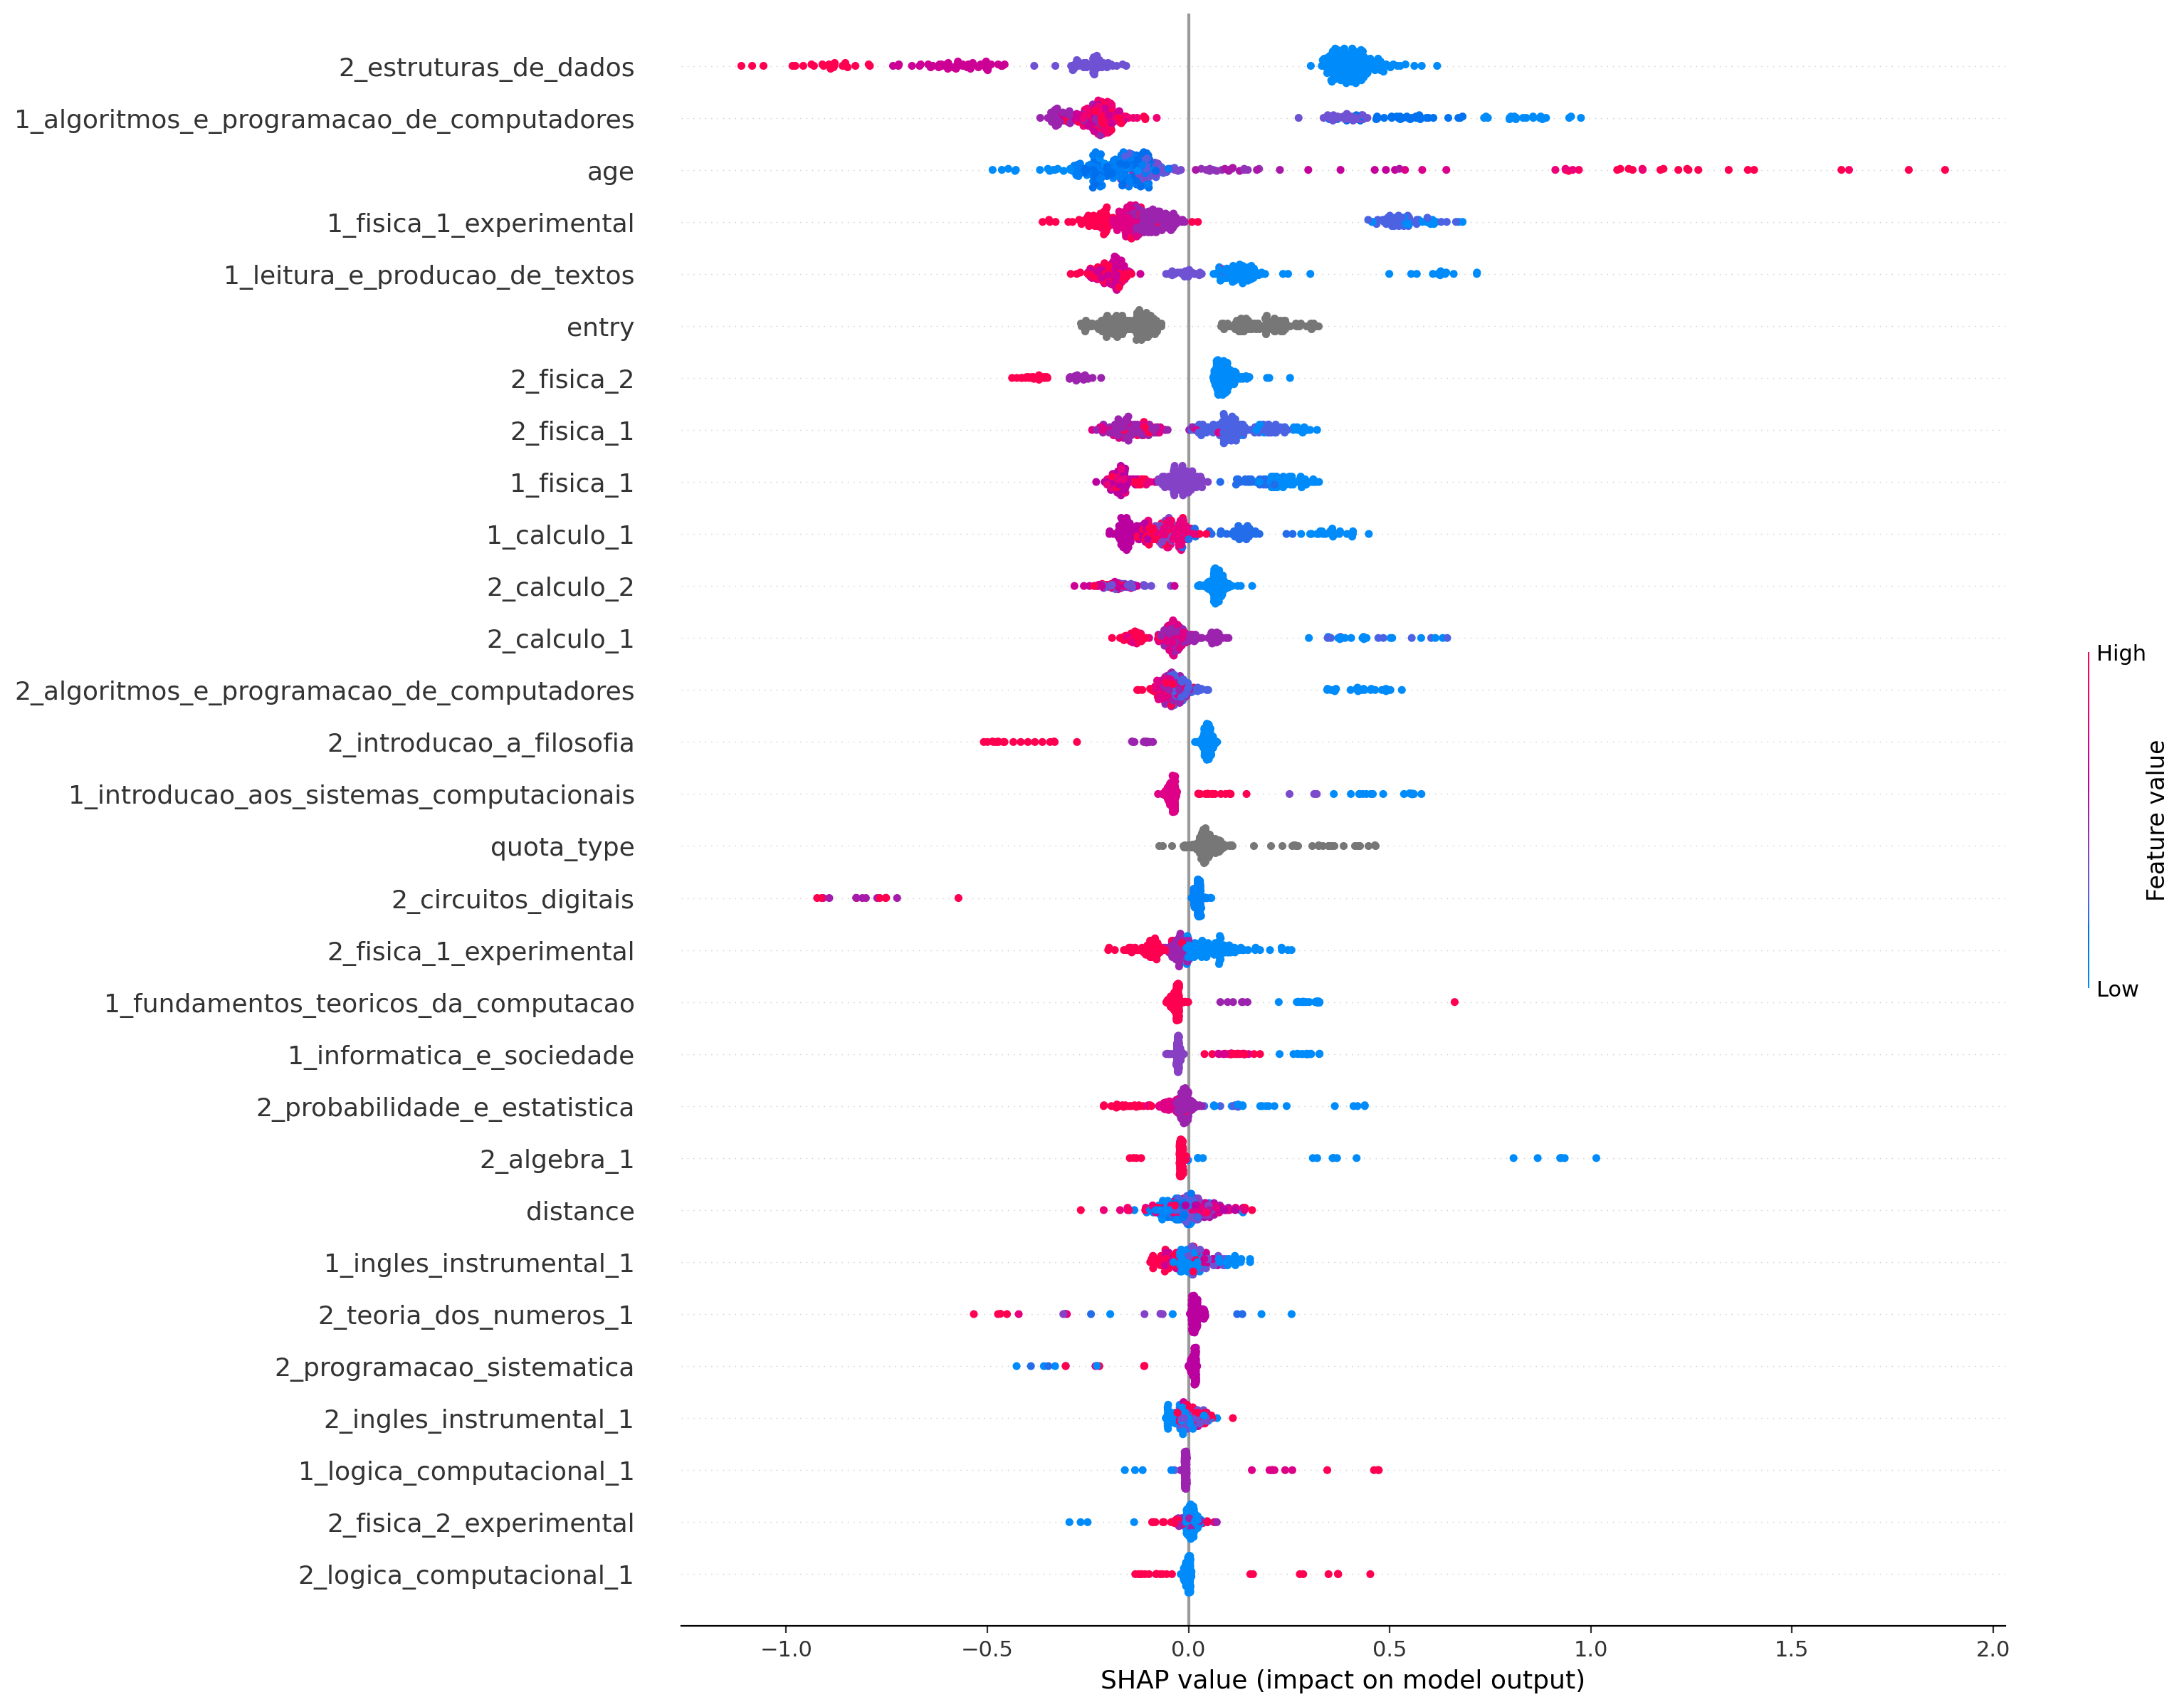 2_estruturas_de_dados
1_algoritmos_e_programacao_de_computadores
age
1_fisica_1_experimental
1_leitura_e_producao_de_textos
entry
2_fisica_2
2_fisica_1
1_fisica_1
1_calculo_1
2_calculo_2
2_calculo_1
2_algoritmos_e_programacao_de_computadores
2_introducao_a_filosofia
1_introducao_aos_sistemas_computacionais
quota_type
2_circuitos_digitais
2_fisica_1_experimental
1_fundamentos_teoricos_da_computacao
1_informatica_e_sociedade
2_probabilidade_e_estatistica
2_algebra_1
distance
1_ingles_instrumental_1
2_teoria_dos_numeros_1
2_programacao_sistematica
2_ingles_instrumental_1
1_logica_computacional_1
2_fisica_2_experimental
2_logica_computacional_1
−1.0 −0.5 0.0 0.5 1.0 1.5 2.0
SHAP value (impact on model output)
High
Feature value
Low